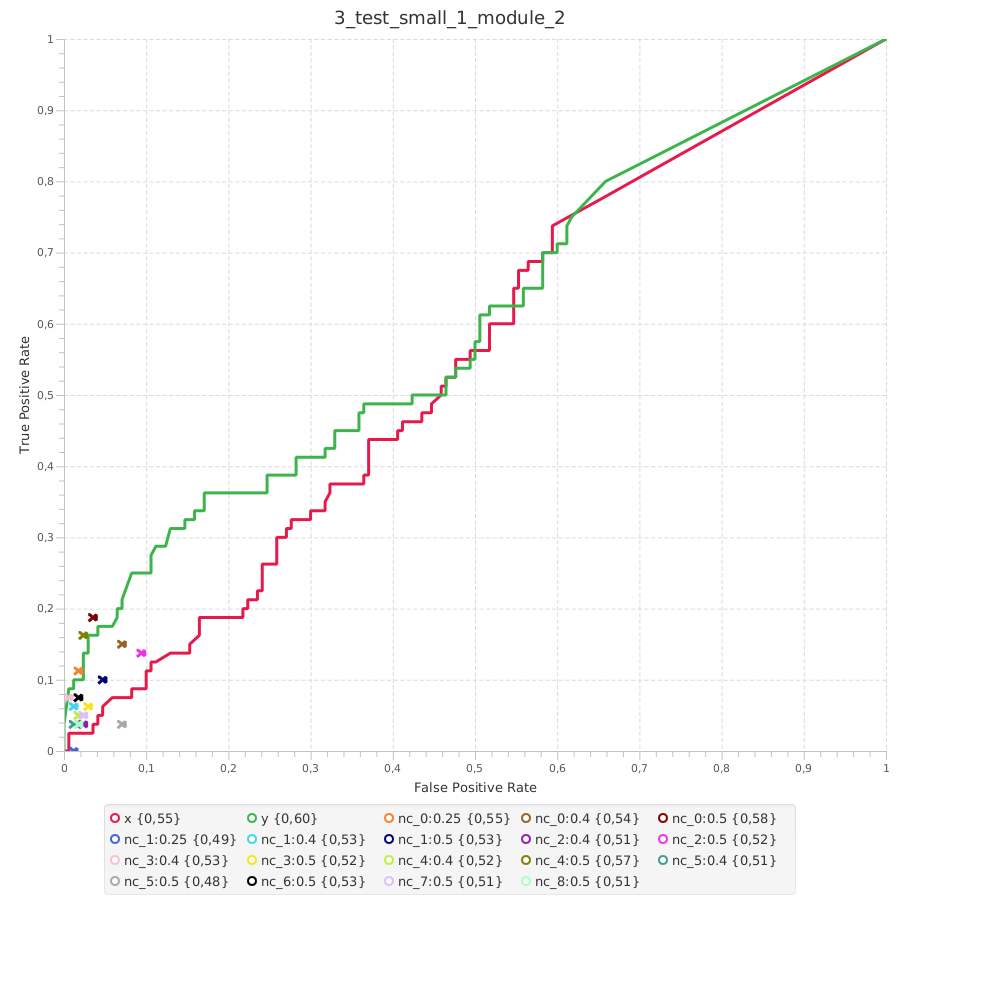 3_test_small_1_module_2
1
0,9
0,8
0,7
0,6
0,5
0,4
0,3
0,2
0,1
0
True Positive Rate
0 0,1 0,2 0,3 0,4 0,5 0,6 0,7 0,8 0,9 1
False Positive Rate
x {0,55} y {0,60} nc_0:0.25 {0,55} nc_0:0.4 {0,54} nc_0:0.5 {0,58}
nc_1:0.25 {0,49} nc_1:0.4 {0,53} nc_1:0.5 {0,53} nc_2:0.4 {0,51} nc_2:0.5 {0,52}
nc_3:0.4 {0,53} nc_3:0.5 {0,52} nc_4:0.4 {0,52} nc_4:0.5 {0,57} nc_5:0.4 {0,51}
nc_5:0.5 {0,48} nc_6:0.5 {0,53} nc_7:0.5 {0,51} nc_8:0.5 {0,51}